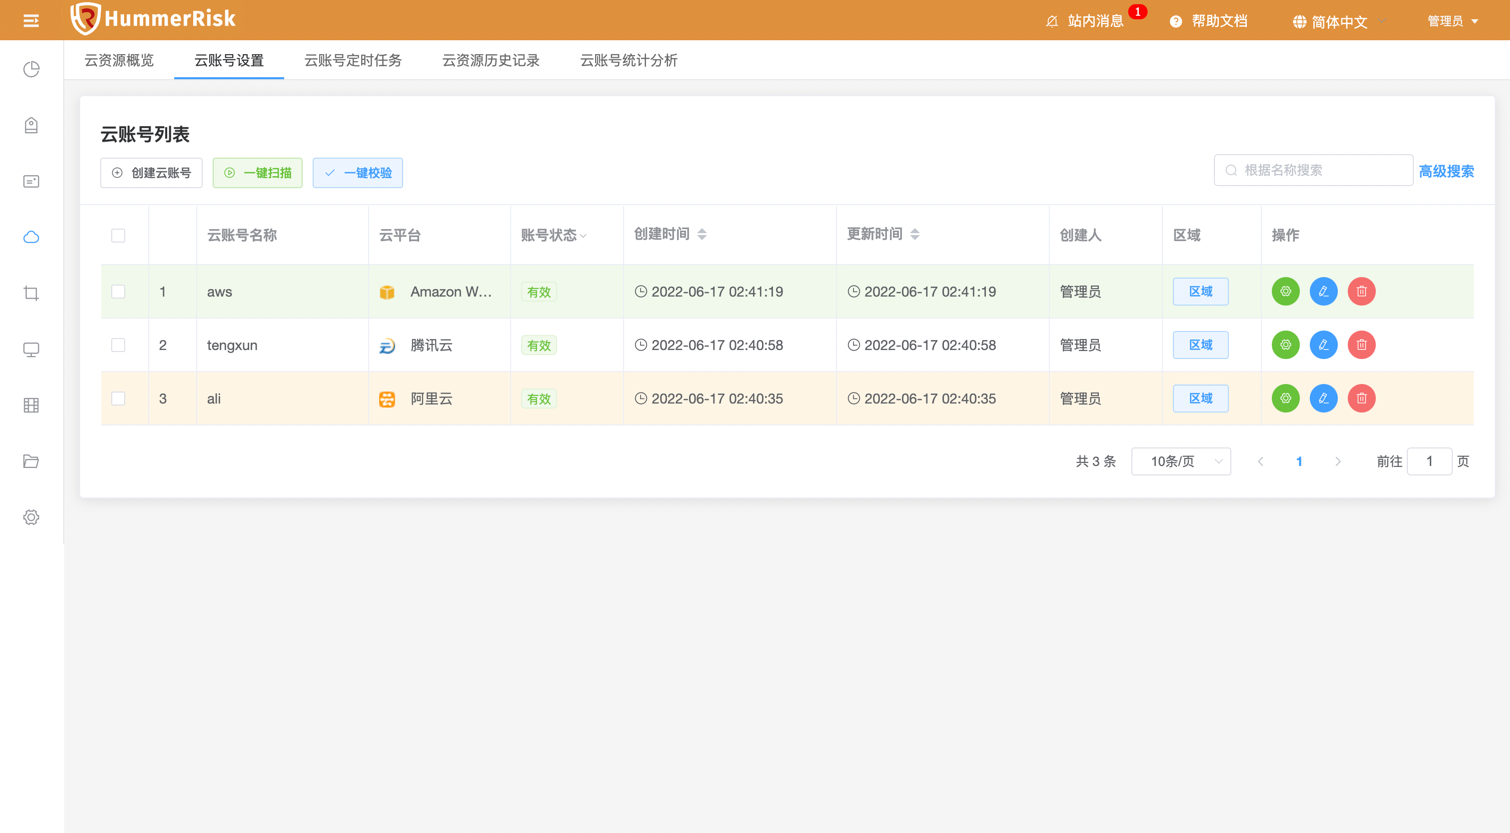 HummerRisk
站内消息 1 帮助文档 简体中文 管理员
云资源概览 云账号设置 云账号定时任务 云资源历史记录 云账号统计分析
云账号列表
创建云账号 一键扫描 一键校验 根据名称搜索 高级搜索
云账号名称 云平台 账号状态 创建时间 更新时间 创建人 区域 操作
1 aws Amazon W... 有效 2022-06-17 02:41:19 2022-06-17 02:41:19 管理员 区域
2 tengxun 腾讯云 有效 2022-06-17 02:40:58 2022-06-17 02:40:58 管理员 区域
3 ali 阿里云 有效 2022-06-17 02:40:35 2022-06-17 02:40:35 管理员 区域
共 3 条 10条/页 1 前往 1 页